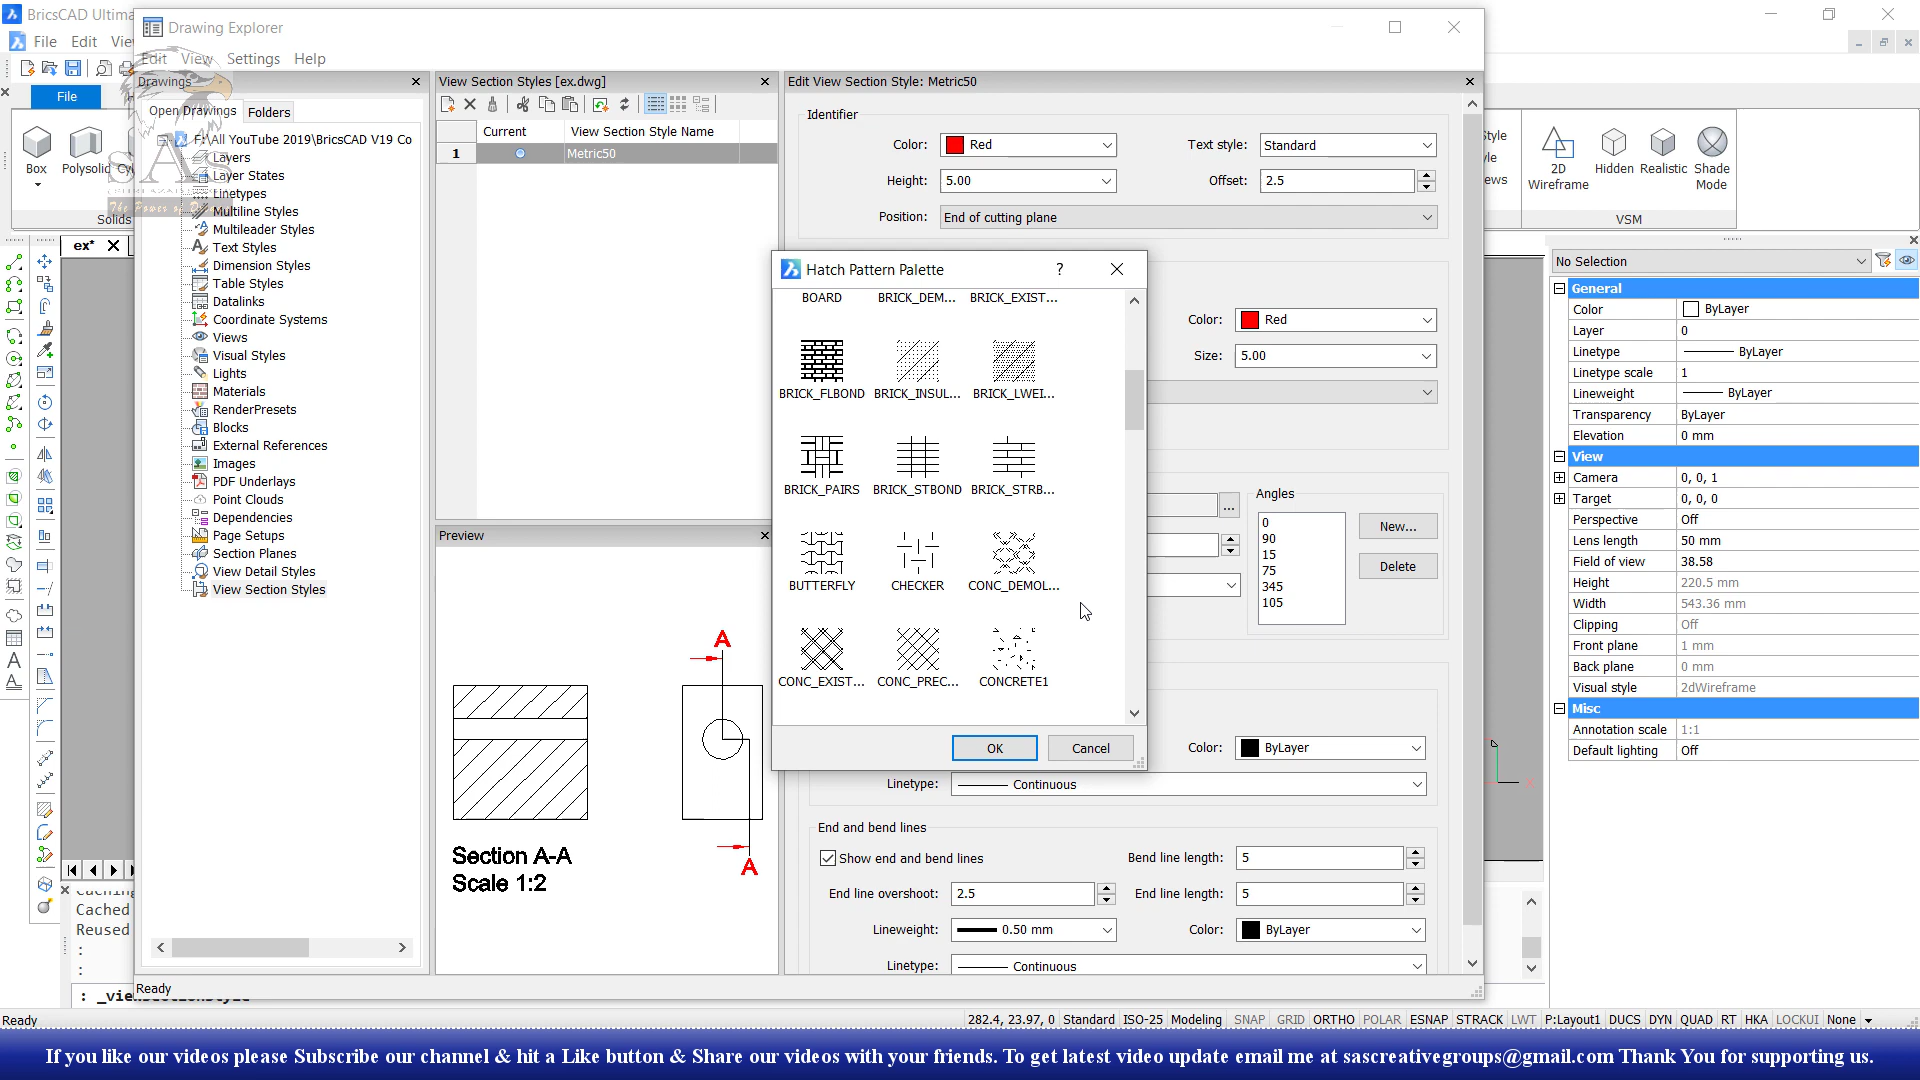 BricsCAD Ultima
Drawing Explorer
File Edit
Edit View Settings Help
Drawings
View Section Styles [ex.dwg]
Edit View Section Style: Metric50
File
Open Drawings Folders
F:\All YouTube 2019\BricsCAD V19 Co
Layers
Layer States
Linetypes
Multiline Styles
Multileader Styles
Text Styles
Dimension Styles
Table Styles
Datalinks
Coordinate Systems
Views
Visual Styles
Lights
Materials
RenderPresets
Blocks
External References
Images
PDF Underlays
Point Clouds
Dependencies
Page Setups
Section Planes
View Detail Styles
View Section Styles
Box Polysolid
Solids
SAS
The Power of
ex*
Current View Section Style Name
1 Metric50
Preview
A
A
Section A-A
Scale 1:2
Identifier
Color: Red Text style: Standard
Height: 5.00 Offset: 2.5
Position: End of cutting plane
Color: Red
Size: 5.00
Angles
0
90
15
75
345
105
New...
Delete
Hatch Pattern Palette ?
BOARD BRICK_DEM... BRICK_EXIST...
BRICK_FLBOND BRICK_INSUL... BRICK_LWEI...
BRICK_PAIRS BRICK_STBOND BRICK_STRB...
BUTTERFLY CHECKER CONC_DEMOL...
CONC_EXIST... CONC_PREC... CONCRETE1
OK Cancel
Color: ByLayer
Linetype: Continuous
End and bend lines
Show end and bend lines Bend line length: 5
End line overshoot: 2.5 End line length: 5
Lineweight: 0.50 mm Color: ByLayer
Linetype: Continuous
Ready
2D Wireframe Hidden Realistic Shade Mode
VSM
No Selection
General
Color ByLayer
Layer 0
Linetype ByLayer
Linetype scale 1
Lineweight ByLayer
Transparency ByLayer
Elevation 0 mm
View
Camera 0, 0, 1
Target 0, 0, 0
Perspective Off
Lens length 50 mm
Field of view 38.58
Height 220.5 mm
Width 543.36 mm
Clipping Off
Front plane 1 mm
Back plane 0 mm
Visual style 2dWireframe
Misc
Annotation scale 1:1
Default lighting Off
Cached
Reused
:
:
Ready
282.4, 23.97, 0 Standard ISO-25 Modeling SNAP GRID ORTHO POLAR ESNAP STRACK LWT P:Layout1 DUCS DYN QUAD RT HKA LOCKUI None
If you like our videos please Subscribe our channel & hit a Like button & Share our videos with your friends. To get latest video update email me at sascreativegroups@gmail.com Thank You for supporting us.